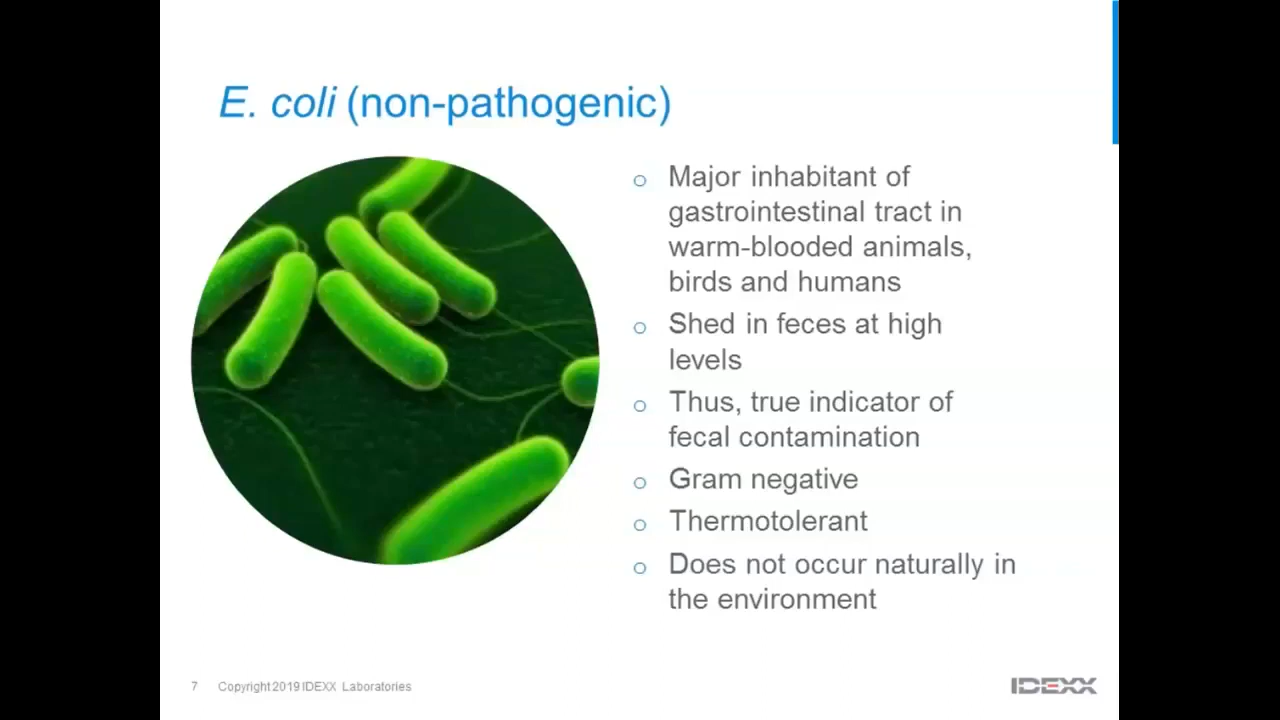 E. coli (non-pathogenic)
o Major inhabitant of
gastrointestinal tract in
warm-blooded animals,
birds and humans
o Shed in feces at high
levels
o Thus, true indicator of
fecal contamination
o Gram negative
o Thermotolerant
o Does not occur naturally in
the environment
7 Copyright 2019 IDEXX Laboratories
IDEXX